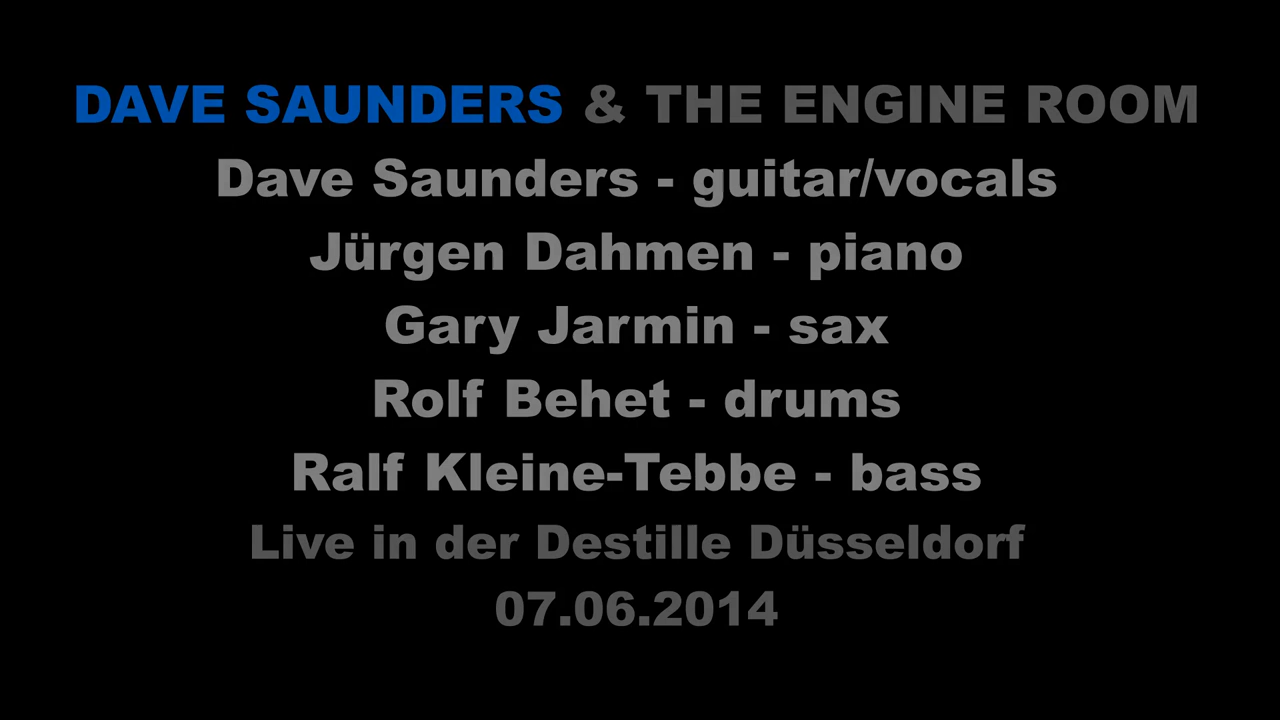 DAVE SAUNDERS & THE ENGINE ROOM
Dave Saunders - guitar/vocals
Jürgen Dahmen - piano
Gary Jarmin - sax
Rolf Behet - drums
Ralf Kleine-Tebbe - bass
Live in der Destille Düsseldorf
07.06.2014